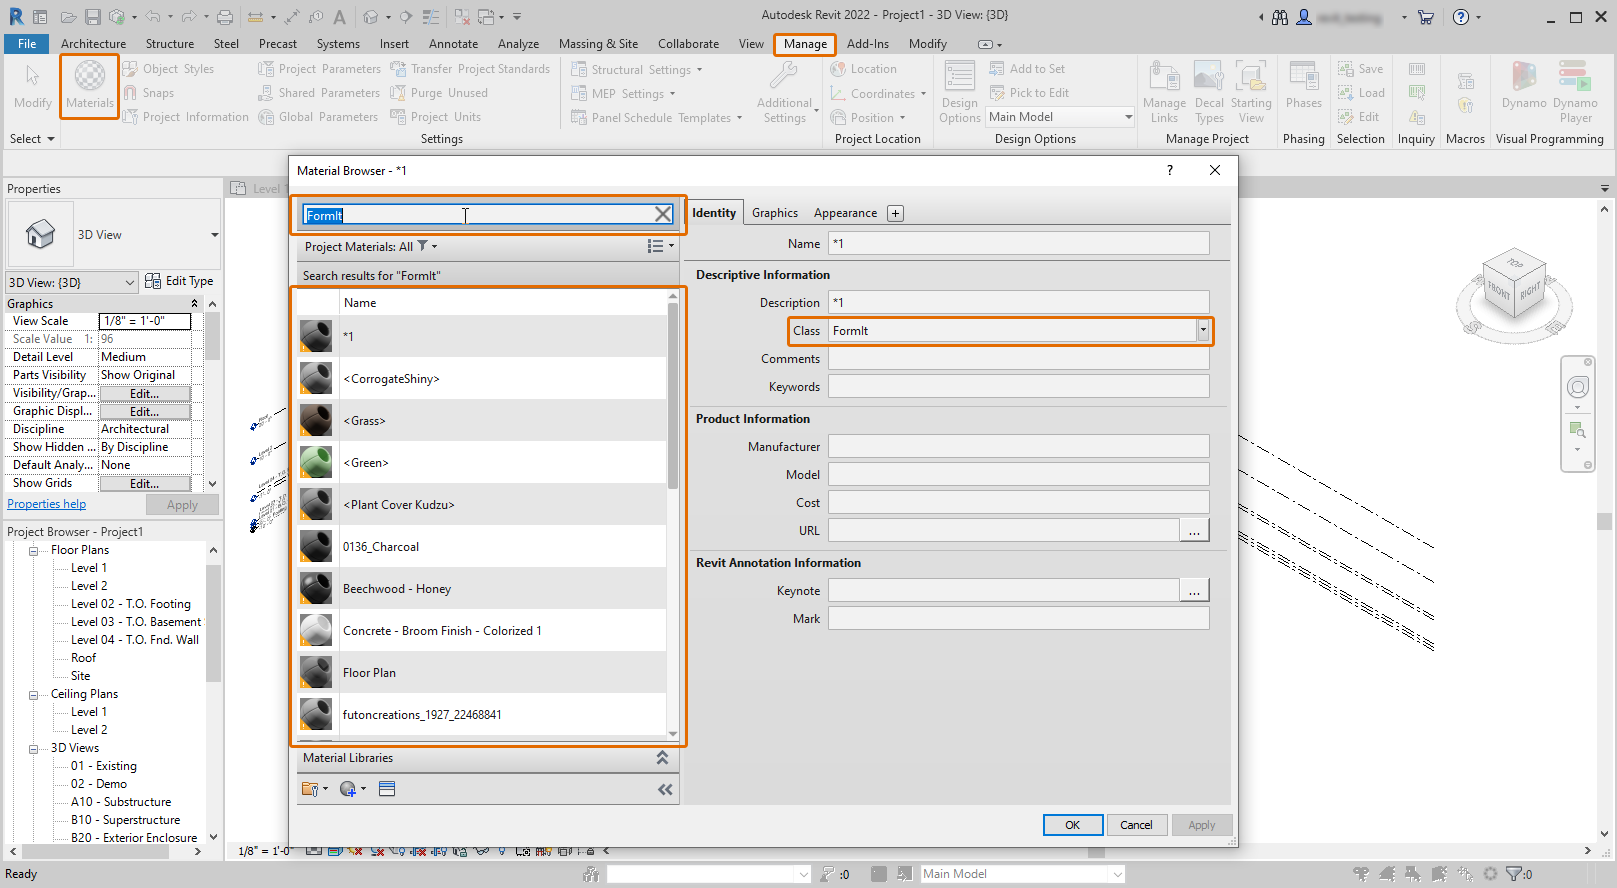 Autodesk Revit 2022 - Project1 - 3D View: {3D}
File Architecture Structure Steel Precast Systems Insert Annotate Analyze Massing & Site Collaborate View Manage Add-Ins Modify
Modify
Materials
Object Styles
Snaps
Project Information
Project Parameters
Shared Parameters
Global Parameters
Transfer Project Standards
Purge Unused
Project Units
Structural Settings
MEP Settings
Panel Schedule Templates
Additional
Settings
Location
Coordinates
Position
Design
Options
Add to Set
Pick to Edit
Main Model
Manage
Links
Decal
Types
Starting
View
Phases
Save
Load
Edit
Dynamo
Dynamo
Player
Select Settings Project Location Design Options Manage Project Phasing Selection Inquiry Macros Visual Programming
Properties
3D View
3D View: {3D} Edit Type
Graphics
View Scale 1/8" = 1'-0"
Scale Value 1: 96
Detail Level Medium
Parts Visibility Show Original
Visibility/Grap... Edit...
Graphic Displ... Edit...
Discipline Architectural
Show Hidden ... By Discipline
Default Analy... None
Show Grids Edit...
Properties help Apply
Project Browser - Project1
Floor Plans
Level 1
Level 2
Level 02 - T.O. Footing
Level 03 - T.O. Basement
Level 04 - T.O. Fnd. Wall
Roof
Site
Ceiling Plans
Level 1
Level 2
3D Views
01 - Existing
02 - Demo
A10 - Substructure
B10 - Superstructure
B20 - Exterior Enclosure
Level 1
Material Browser - *1
?
FormIt
Project Materials: All
Search results for "FormIt"
Name
*1
<CorrogateShiny>
<Grass>
<Green>
<Plant Cover Kudzu>
0136_Charcoal
Beechwood - Honey
Concrete - Broom Finish - Colorized 1
Floor Plan
futoncreations_1927_22468841
Material Libraries
Identity Graphics Appearance
Name *1
Descriptive Information
Description *1
Class FormIt
Comments
Keywords
Product Information
Manufacturer
Model
Cost
URL ...
Revit Annotation Information
Keynote ...
Mark
OK Cancel Apply
TOP
FRONT
RIGHT
1/8" = 1'-0"
Ready
:0
Main Model
:0